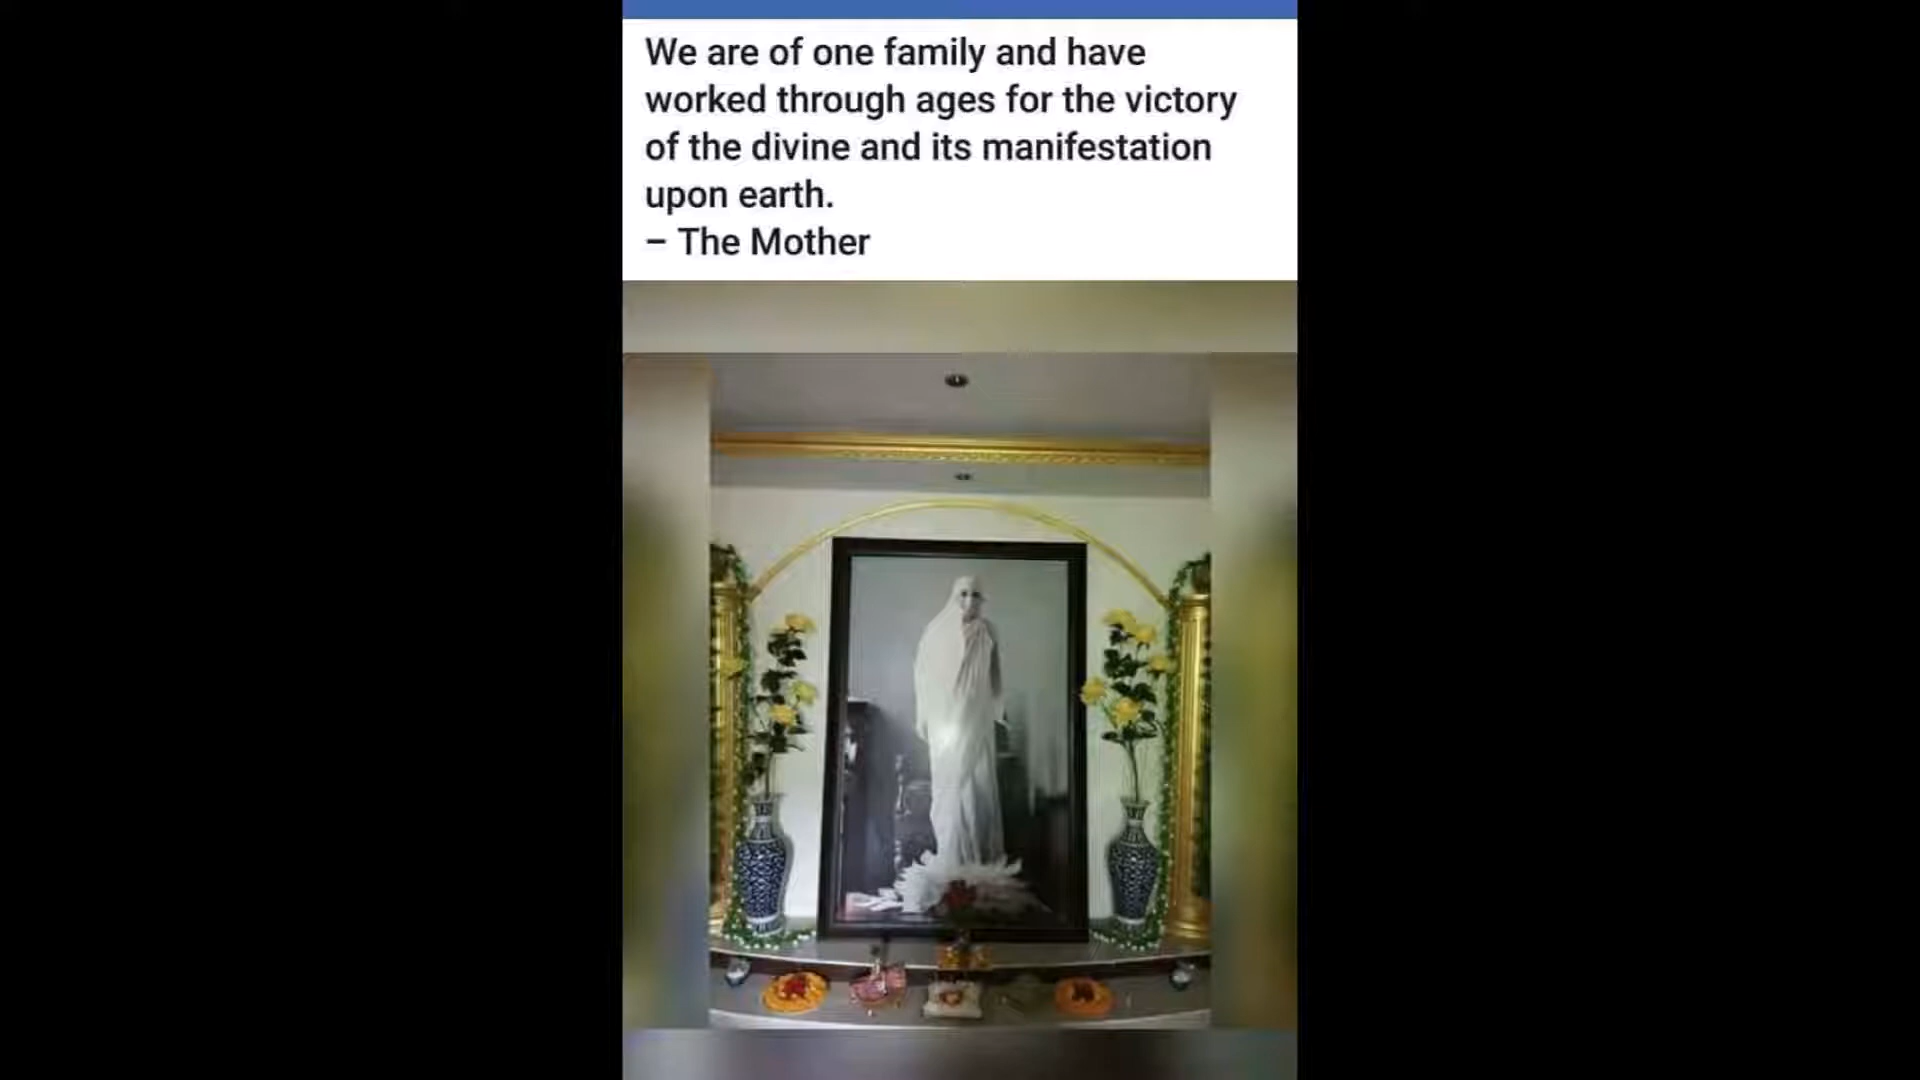 We are of one family and have
worked through ages for the victory
of the divine and its manifestation
upon earth.
– The Mother